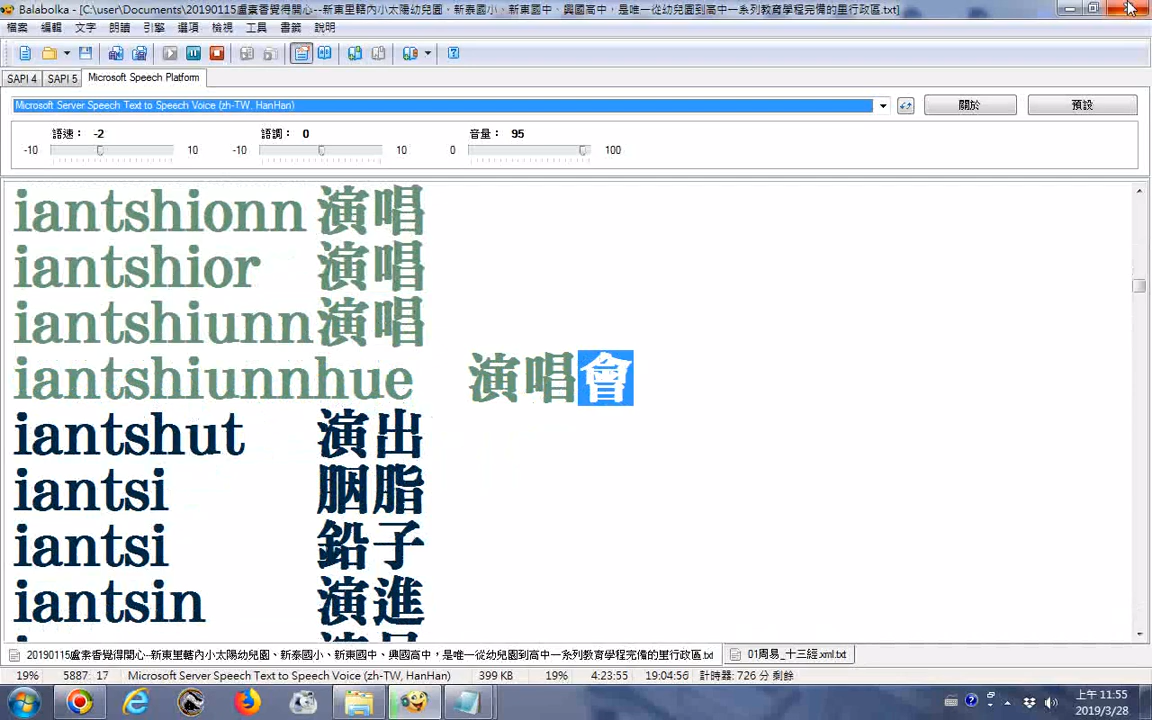 Balabolka - [C:\user\Documents\20190115盧素香覺得開心--新東里轄內小太陽幼兒園、新泰國小、新東國中、興國高中，是唯一從幼兒園到高中一系列教育學程完備的里行政區.txt]
檔案 編輯 文字 朗讀 引擎 選項 檢視 工具 書籤 說明
SAPI 4 SAPI 5 Microsoft Speech Platform
Microsoft Server Speech Text to Speech Voice (zh-TW, HanHan) 關於 預設
語速： -2 語調： 0 音量： 95
-10 10 -10 10 0 100
iantshionn 演唱
iantshior 演唱
iantshiunn演唱
iantshiunnhue 演唱會
iantshut 演出
iantsi 胭脂
iantsi 鉛子
iantsin 演進
20190115盧素香覺得開心--新東里轄內小太陽幼兒園、新泰國小、新東國中、興國高中，是唯一從幼兒園到高中一系列教育學程完備的里行政區.txt 01周易_十三經.xml.txt
19% 5887: 17 Microsoft Server Speech Text to Speech Voice (zh-TW, HanHan) 399 KB 19% 4:23:55 19:04:56 計時器: 726 分 剩餘
上午 11:55
2019/3/28